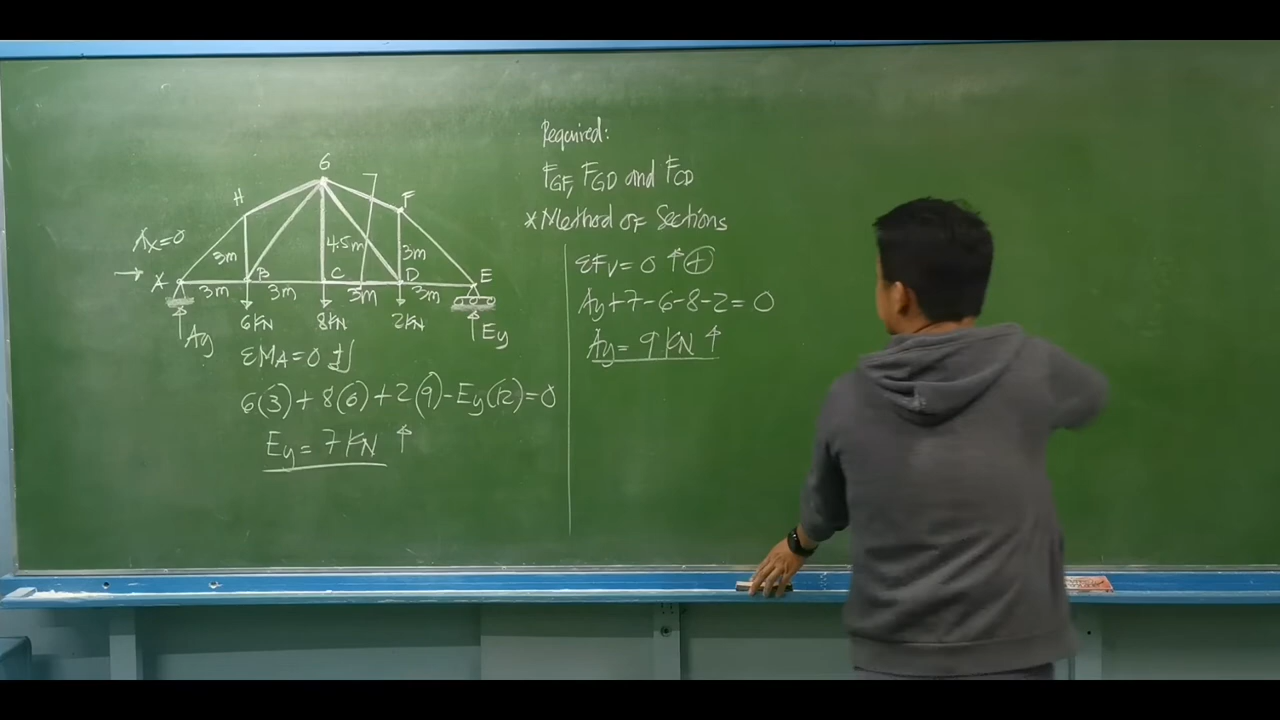 Required:
FGF, FGD and FCD
*Method of Sections
G
H
F
Ax=0
3m
4.5m
3m
A
B
C
D
E
3m
3m
3m
3m
Ay
6KN
8KN
2KN
Ey
ΣMA=0
6(3)+8(6)+2(9)-Ey(12)=0
Ey=7KN ↑
ΣFv=0 ↑+
Ay+7-6-8-2=0
Ay=9KN ↑